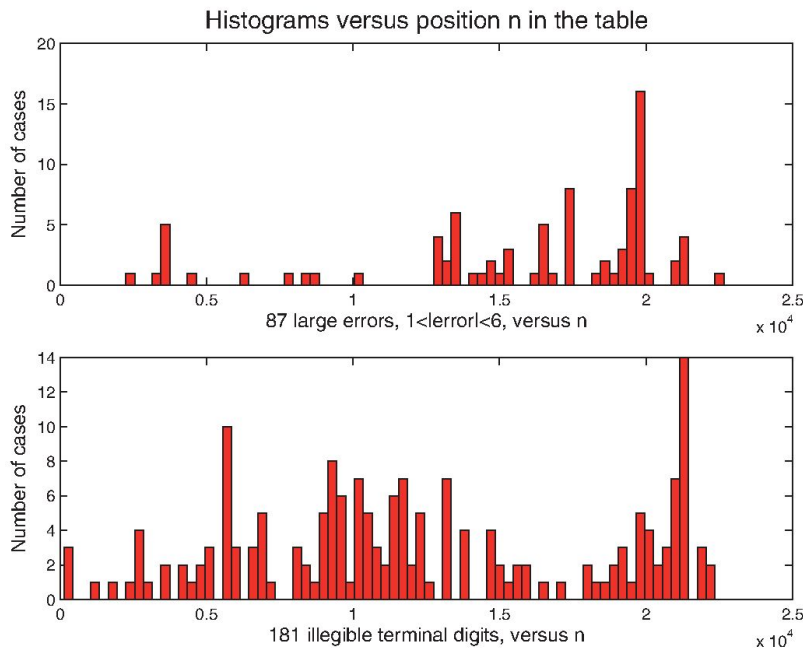 Histograms versus position n in the table
Number of cases
20
15
10
5
0
0 0.5 1 1.5 2 2.5
x 10^4
87 large errors, 1<|error|<6, versus n
Number of cases
14
12
10
8
6
4
2
0
0 0.5 1 1.5 2 2.5
x 10^4
181 illegible terminal digits, versus n